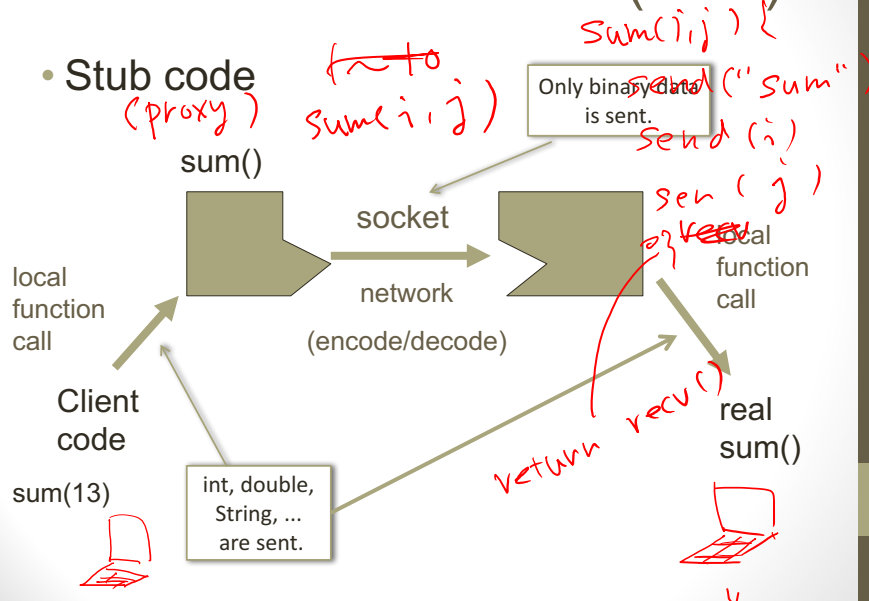 sum(i,j) {
• Stub code
(proxy)
sum(i,j)
Only binary data
is sent.
send("sum")
send(i)
sen(j)
}
sum()
socket
network
(encode/decode)
local
function
call
local
function
call
Client
code
sum(13)
int, double,
String, ...
are sent.
return recv()
real
sum()